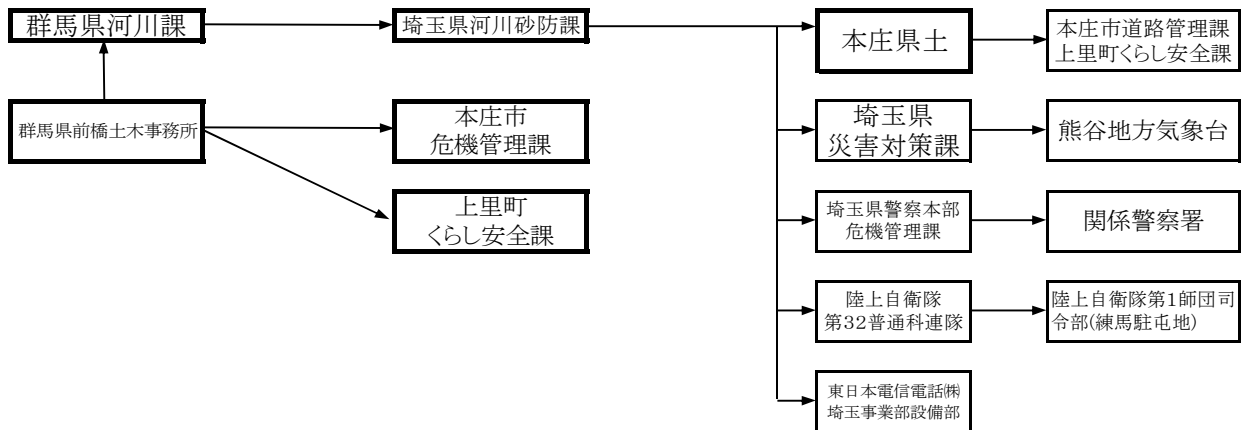 群馬県河川課
埼玉県河川砂防課
本庄県土
本庄市道路管理課
上里町くらし安全課
群馬県前橋土木事務所
本庄市
危機管理課
埼玉県
災害対策課
熊谷地方気象台
上里町
くらし安全課
埼玉県警察本部
危機管理課
関係警察署
陸上自衛隊
第32普通科連隊
陸上自衛隊第1師団司
令部(練馬駐屯地)
東日本電信電話㈱
埼玉事業部設備部